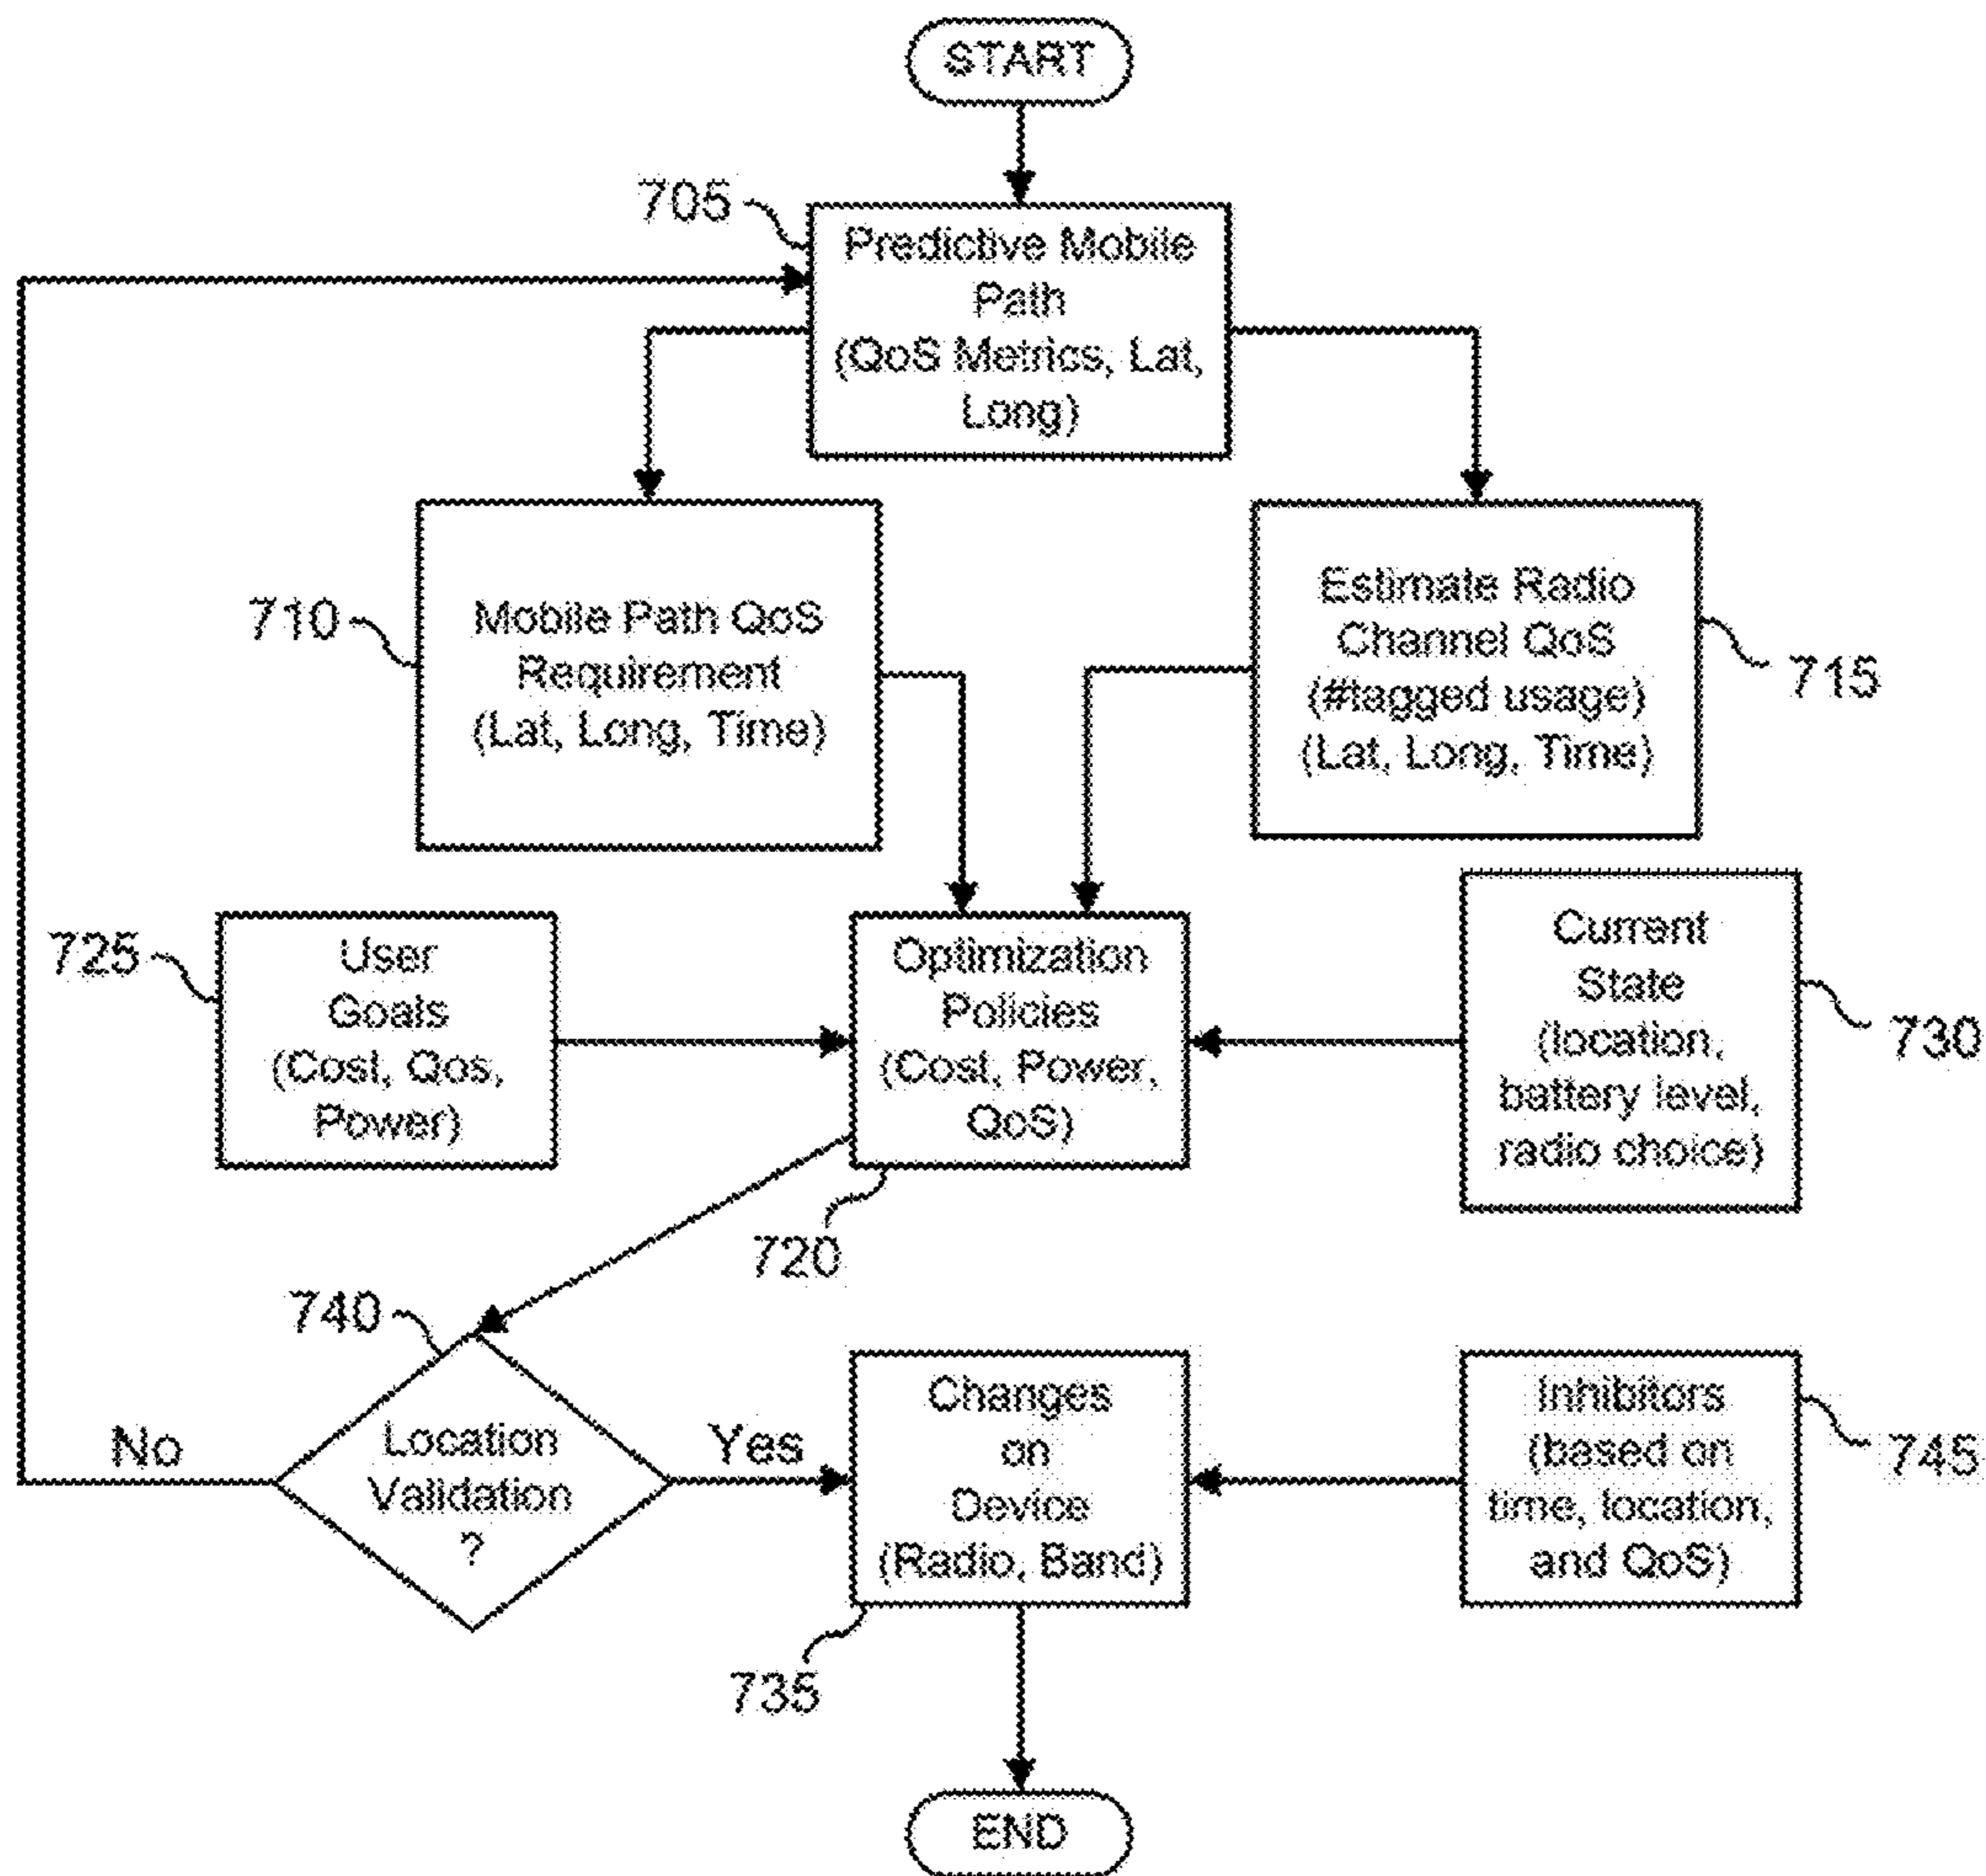 START
705
Predictive Mobile
Path
(QoS Metrics, Lat,
Long)
710
Mobile Path QoS
Requirement
(Lat, Long, Time)
Estimate Radio
Channel QoS
(#tagged usage)
(Lat, Long, Time)
715
725
User
Goals
(Cost, Qos,
Power)
Optimization
Policies
(Cost, Power,
QoS)
720
Current
State
(location,
battery level,
radio choice)
730
740
Location
Validation
?
No
Yes
Changes
on
Device
(Radio, Band)
735
Inhibitors
(based on
time, location,
and QoS)
745
END